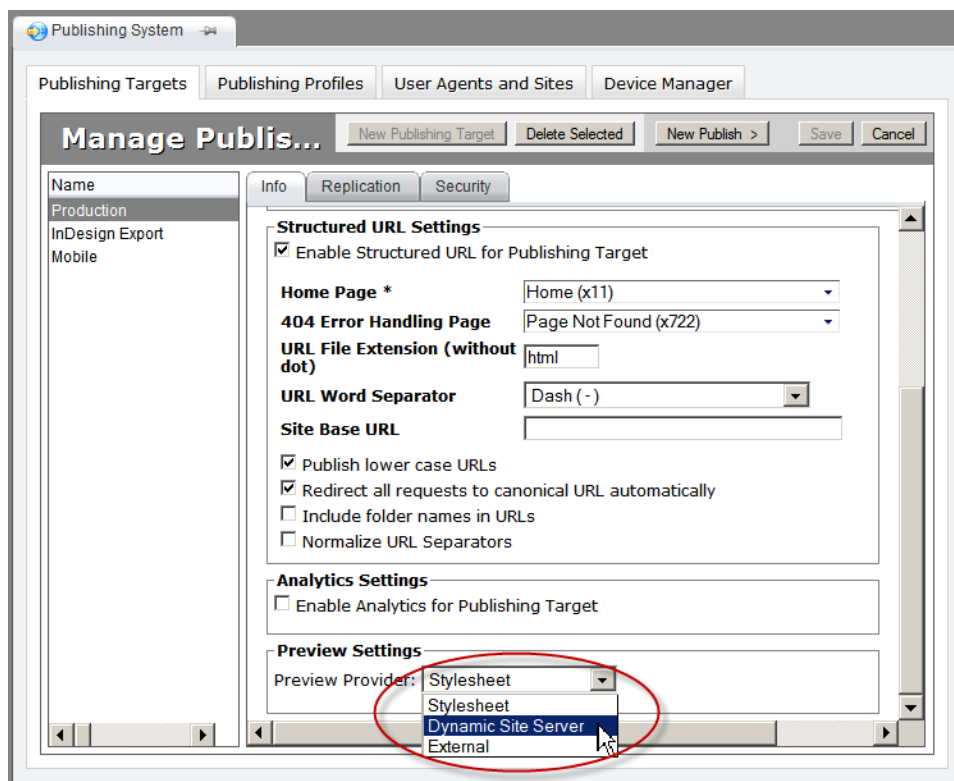 Publishing System
Publishing Targets Publishing Profiles User Agents and Sites Device Manager
Manage Publis... New Publishing Target Delete Selected New Publish > Save Cancel
Name
Production
InDesign Export
Mobile
Info Replication Security
Structured URL Settings
Enable Structured URL for Publishing Target
Home Page * Home (x11)
404 Error Handling Page Page Not Found (x722)
URL File Extension (without
dot) html
URL Word Separator Dash ( - )
Site Base URL
Publish lower case URLs
Redirect all requests to canonical URL automatically
Include folder names in URLs
Normalize URL Separators
Analytics Settings
Enable Analytics for Publishing Target
Preview Settings
Preview Provider: Stylesheet
Stylesheet
Dynamic Site Server
External